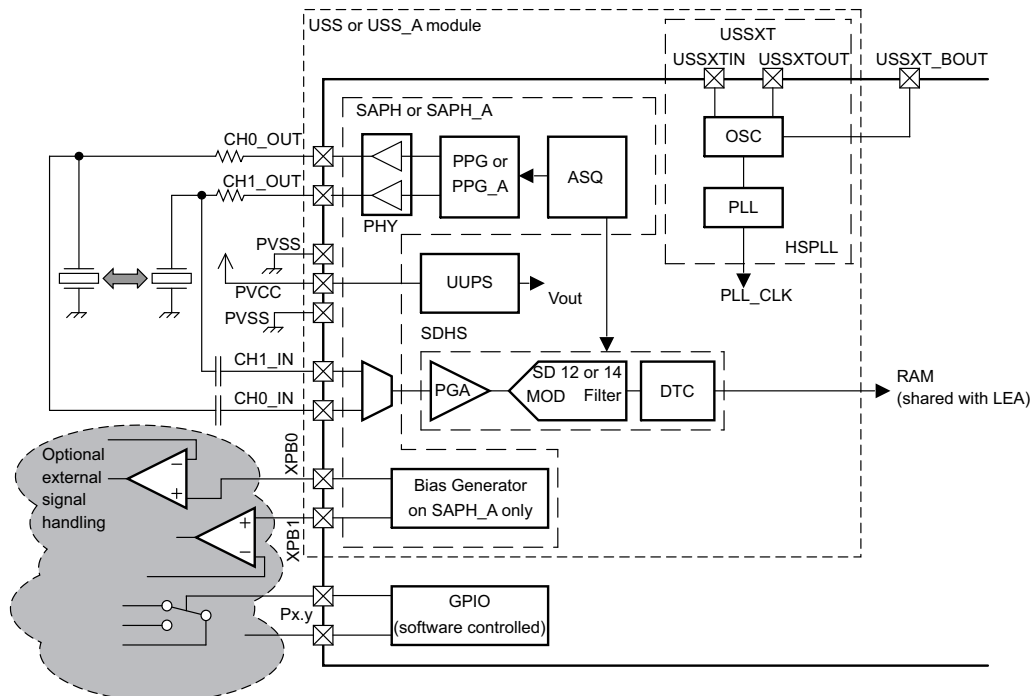 USS or USS_A module
USSXT
USSXTIN
USSXTOUT
USSXT_BOUT
SAPH or SAPH_A
CH0_OUT
CH1_OUT
PPG or
PPG_A
ASQ
OSC
PLL
PHY
HSPLL
PVSS
PVCC
UUPS
Vout
PLL_CLK
PVSS
SDHS
CH1_IN
CH0_IN
PGA
SD 12 or 14
MOD Filter
DTC
RAM
(shared with LEA)
Optional
external
signal
handling
XPB0
XPB1
Bias Generator
on SAPH_A only
Px.y
GPIO
(software controlled)